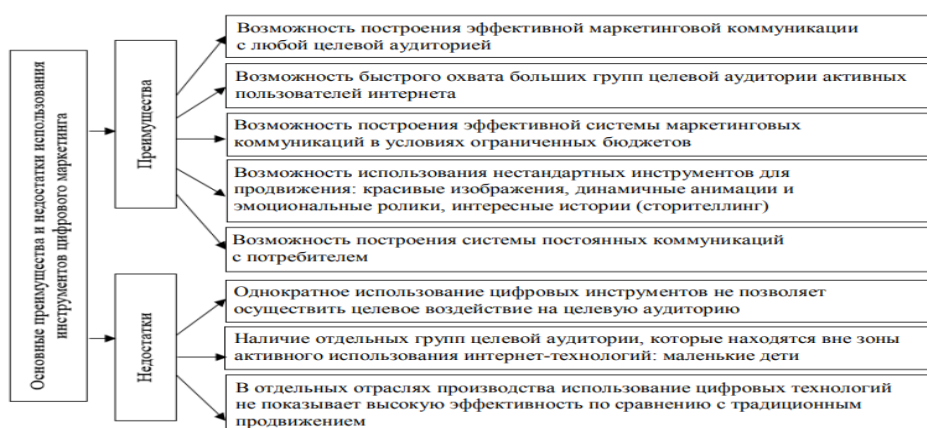 Основные преимущества и недостатки использования
инструментов цифрового маркетинга
Преимущества
Возможность построения эффективной маркетинговой коммуникации
с любой целевой аудиторией
Возможность быстрого охвата больших групп целевой аудитории активных
пользователей интернета
Возможность построения эффективной системы маркетинговых
коммуникаций в условиях ограниченных бюджетов
Возможность использования нестандартных инструментов для
продвижения: красивые изображения, динамичные анимации и
эмоциональные ролики, интересные истории (сторителлинг)
Возможность построения системы постоянных коммуникаций
с потребителем
Недостатки
Однократное использование цифровых инструментов не позволяет
осуществить целевое воздействие на целевую аудиторию
Наличие отдельных групп целевой аудитории, которые находятся вне зоны
активного использования интернет-технологий: маленькие дети
В отдельных отраслях производства использование цифровых технологий
не показывает высокую эффективность по сравнению с традиционным
продвижением